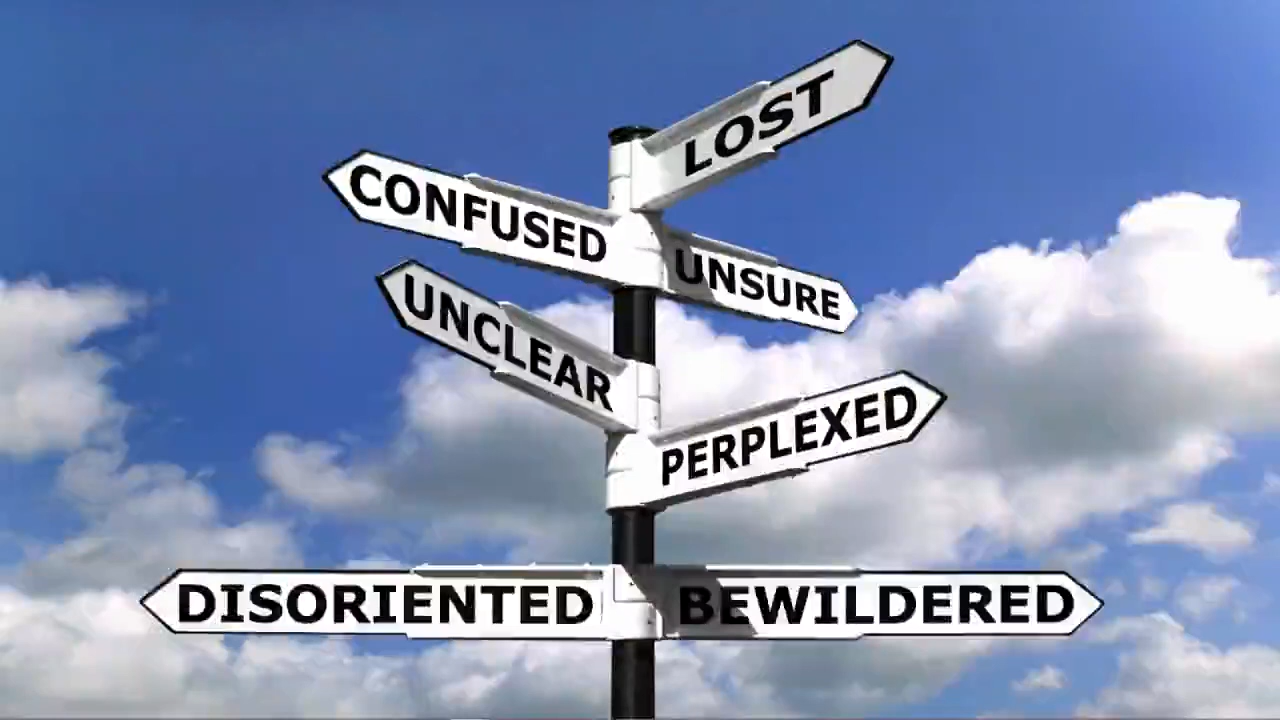 LOST
CONFUSED
UNSURE
UNCLEAR
PERPLEXED
DISORIENTED
BEWILDERED